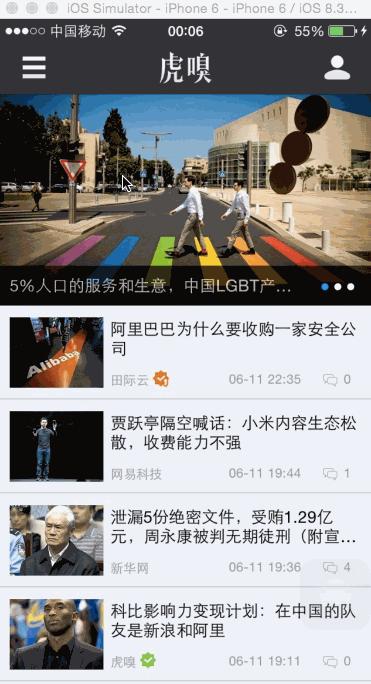 iOS Simulator - iPhone 6 - iPhone 6 / iOS 8.3...
中国移动 00:06 55%
虎嗅
5%人口的服务和生意，中国LGBT产...
Alibaba
阿里巴巴为什么要收购一家安全公
司
田际云 06-11 22:35 0
贾跃亭隔空喊话：小米内容生态松
散，收费能力不强
网易科技 06-11 19:44 1
泄漏5份绝密文件，受贿1.29亿
元，周永康被判无期徒刑（附宣...
新华网 06-11 19:36 4
科比影响力变现计划：在中国的队
友是新浪和阿里
虎嗅 06-11 19:11 0